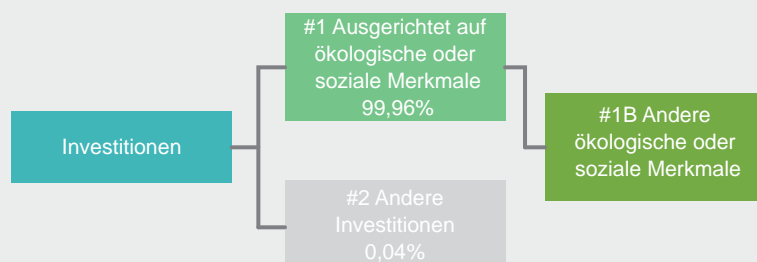 #1 Ausgerichtet auf
ökologische oder
soziale Merkmale
99,96%
Investitionen
#1B Andere
ökologische oder
soziale Merkmale
#2 Andere
Investitionen
0,04%